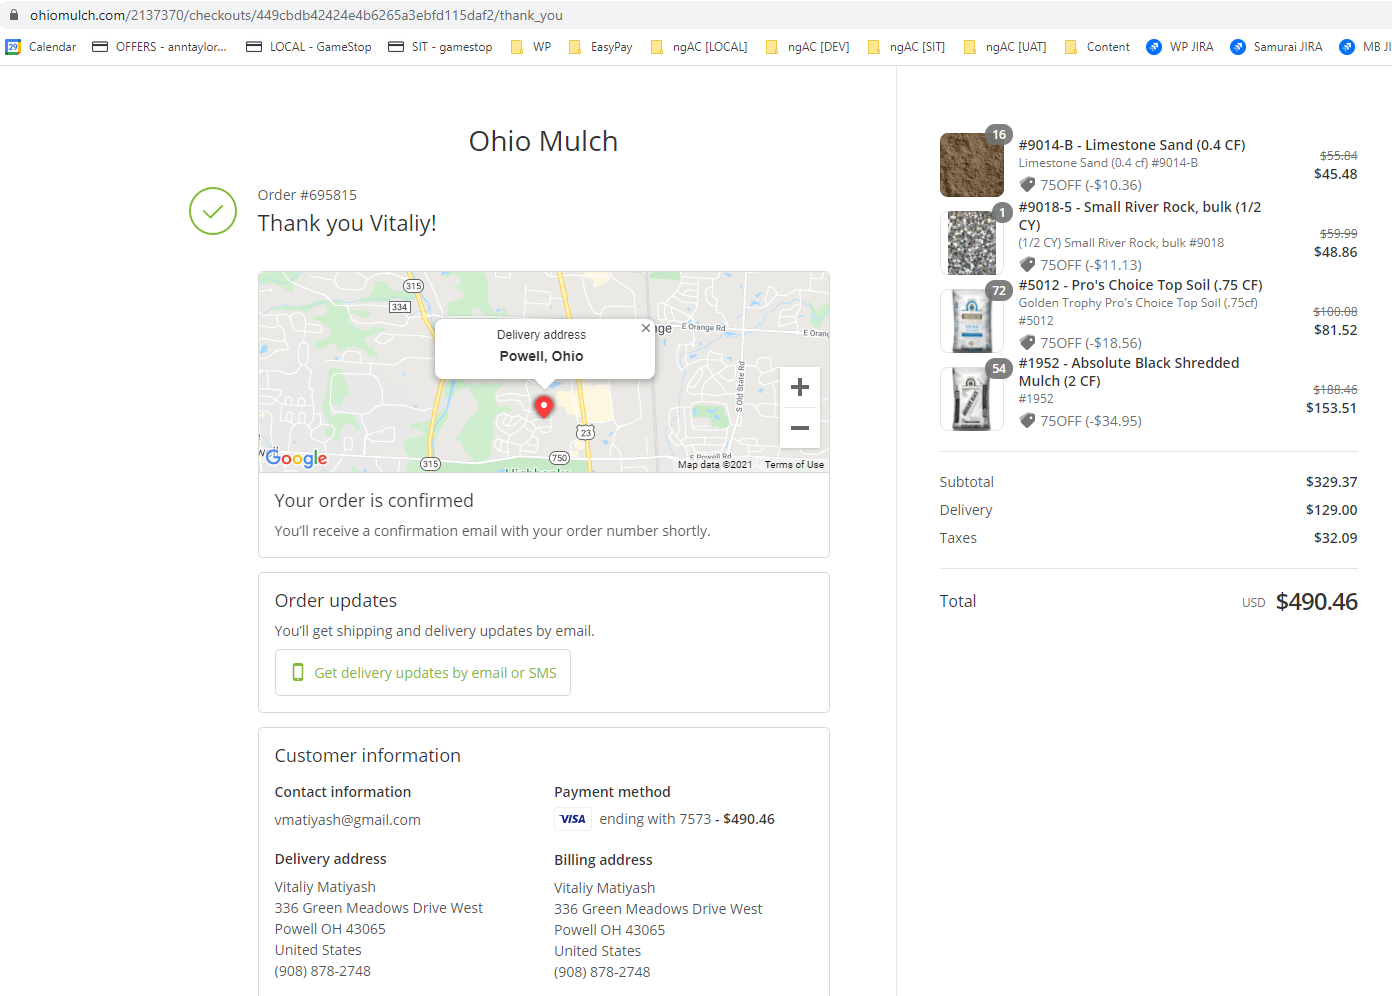 ohiomulch.com/2137370/checkouts/449cbdb42424e4b6265a3ebfd115daf2/thank_you
29 Calendar OFFERS - anntaylor... LOCAL - GameStop SIT - gamestop WP EasyPay ngAC [LOCAL] ngAC [DEV] ngAC [SIT] ngAC [UAT] Content WP JIRA Samurai JIRA MB JI
Ohio Mulch
Order #695815
Thank you Vitaliy!
315
334
E Orange Rd
E Orang
S Old State Rd
23
750
315
E Powell Rd
Highbanks
Delivery address
Powell, Ohio
Google
Map data ©2021 Terms of Use
Your order is confirmed
You'll receive a confirmation email with your order number shortly.
Order updates
You'll get shipping and delivery updates by email.
Get delivery updates by email or SMS
Customer information
Contact information
vmatiyash@gmail.com
Payment method
VISA ending with 7573 - $490.46
Delivery address
Vitaliy Matiyash
336 Green Meadows Drive West
Powell OH 43065
United States
(908) 878-2748
Billing address
Vitaliy Matiyash
336 Green Meadows Drive West
Powell OH 43065
United States
(908) 878-2748
16
#9014-B - Limestone Sand (0.4 CF)
Limestone Sand (0.4 cf) #9014-B
75OFF (-$10.36)
$55.84
$45.48
1
#9018-5 - Small River Rock, bulk (1/2
CY)
(1/2 CY) Small River Rock, bulk #9018
75OFF (-$11.13)
$59.99
$48.86
72
#5012 - Pro's Choice Top Soil (.75 CF)
Golden Trophy Pro's Choice Top Soil (.75cf)
#5012
75OFF (-$18.56)
$100.08
$81.52
54
#1952 - Absolute Black Shredded
Mulch (2 CF)
#1952
75OFF (-$34.95)
$188.46
$153.51
Subtotal $329.37
Delivery $129.00
Taxes $32.09
Total USD $490.46